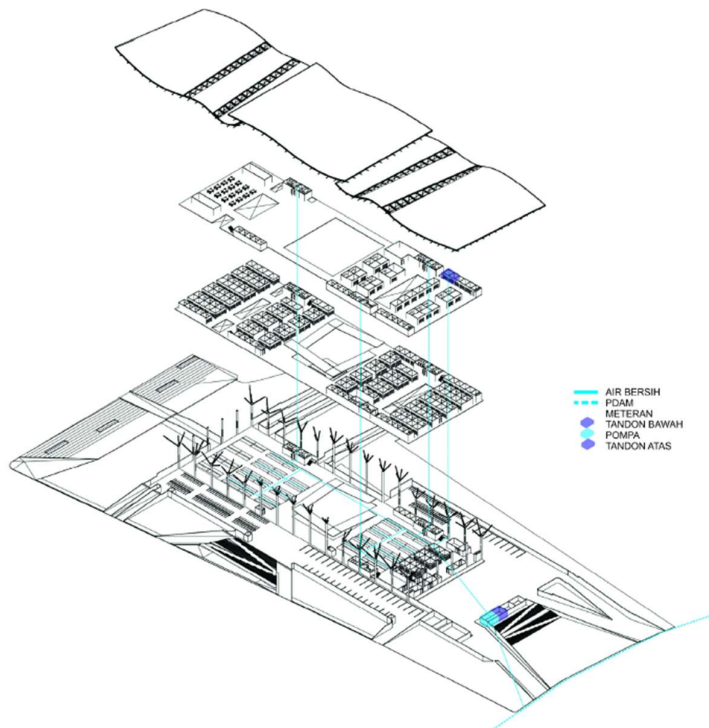 AIR BERSIH
PDAM
METERAN
TANDON BAWAH
POMPA
TANDON ATAS